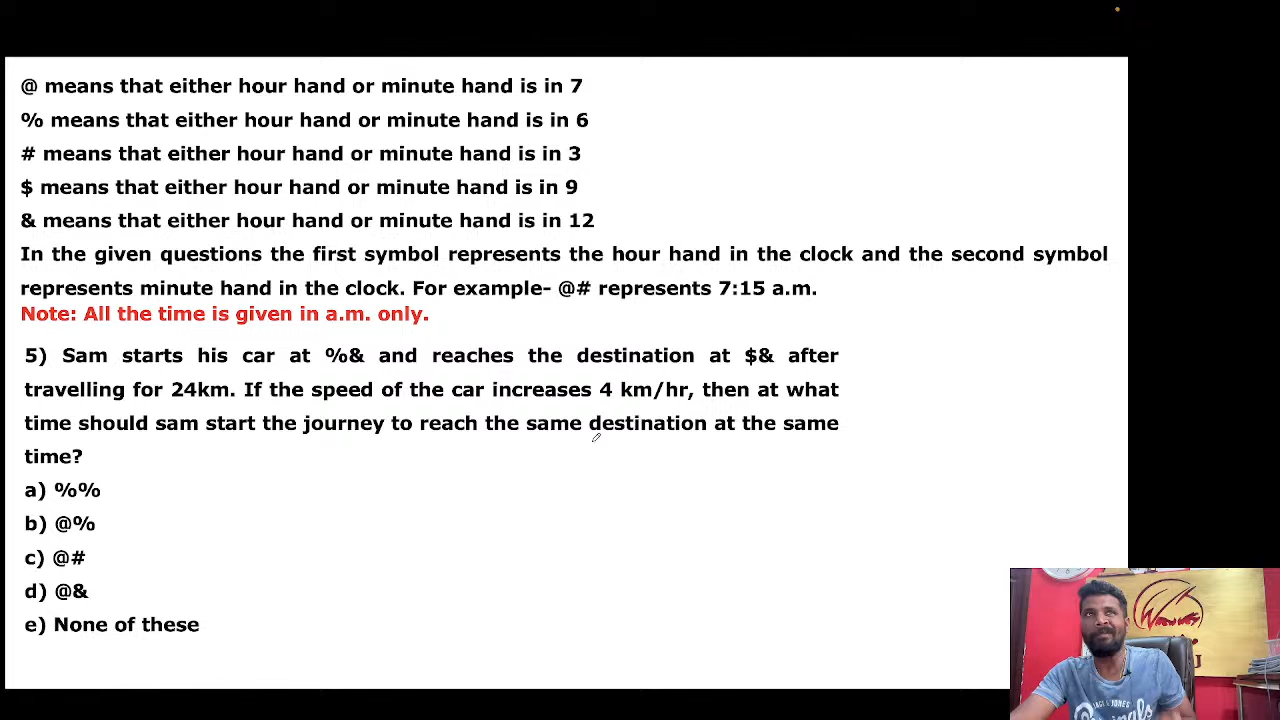 @ means that either hour hand or minute hand is in 7
% means that either hour hand or minute hand is in 6
# means that either hour hand or minute hand is in 3
$ means that either hour hand or minute hand is in 9
& means that either hour hand or minute hand is in 12
In the given questions the first symbol represents the hour hand in the clock and the second symbol
represents minute hand in the clock. For example- @# represents 7:15 a.m.
Note: All the time is given in a.m. only.
5) Sam starts his car at %& and reaches the destination at $& after
travelling for 24km. If the speed of the car increases 4 km/hr, then at what
time should sam start the journey to reach the same destination at the same
time?
a) %%
b) @%
c) @#
d) @&
e) None of these